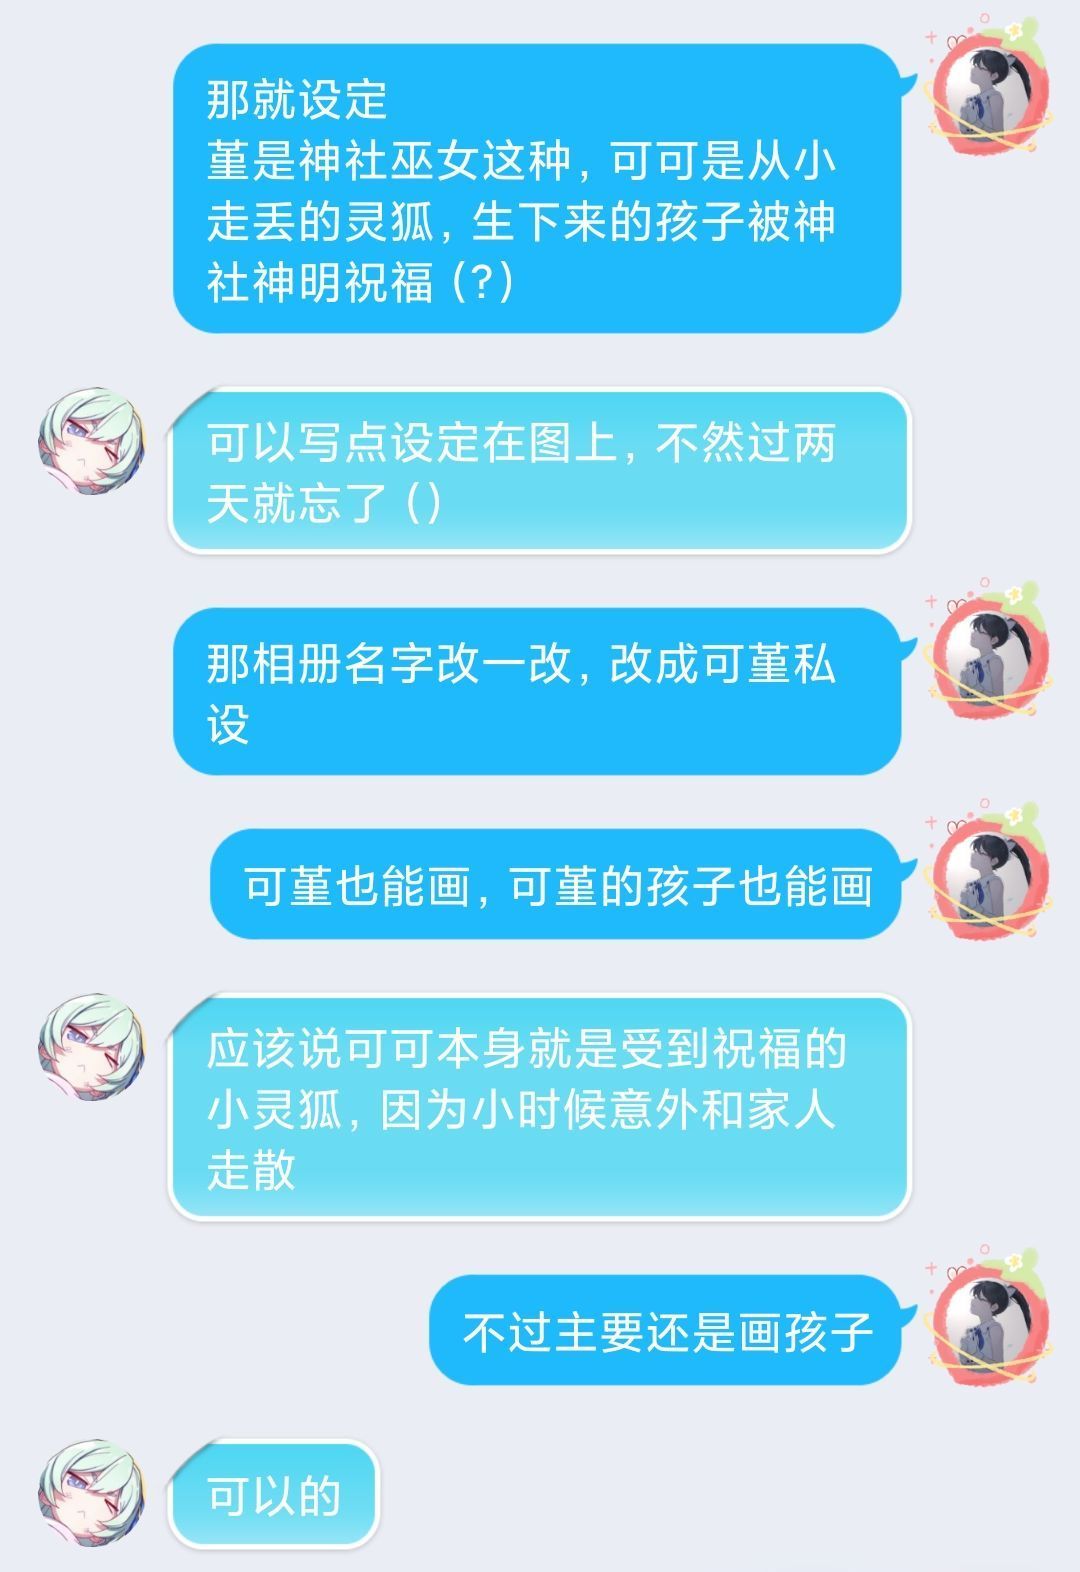 那就设定
堇是神社巫女这种，可可是从小
走丢的灵狐，生下来的孩子被神
社神明祝福（?）
可以写点设定在图上，不然过两
天就忘了（）
那相册名字改一改，改成可堇私
设
可堇也能画，可堇的孩子也能画
应该说可可本身就是受到祝福的
小灵狐，因为小时候意外和家人
走散
不过主要还是画孩子
可以的